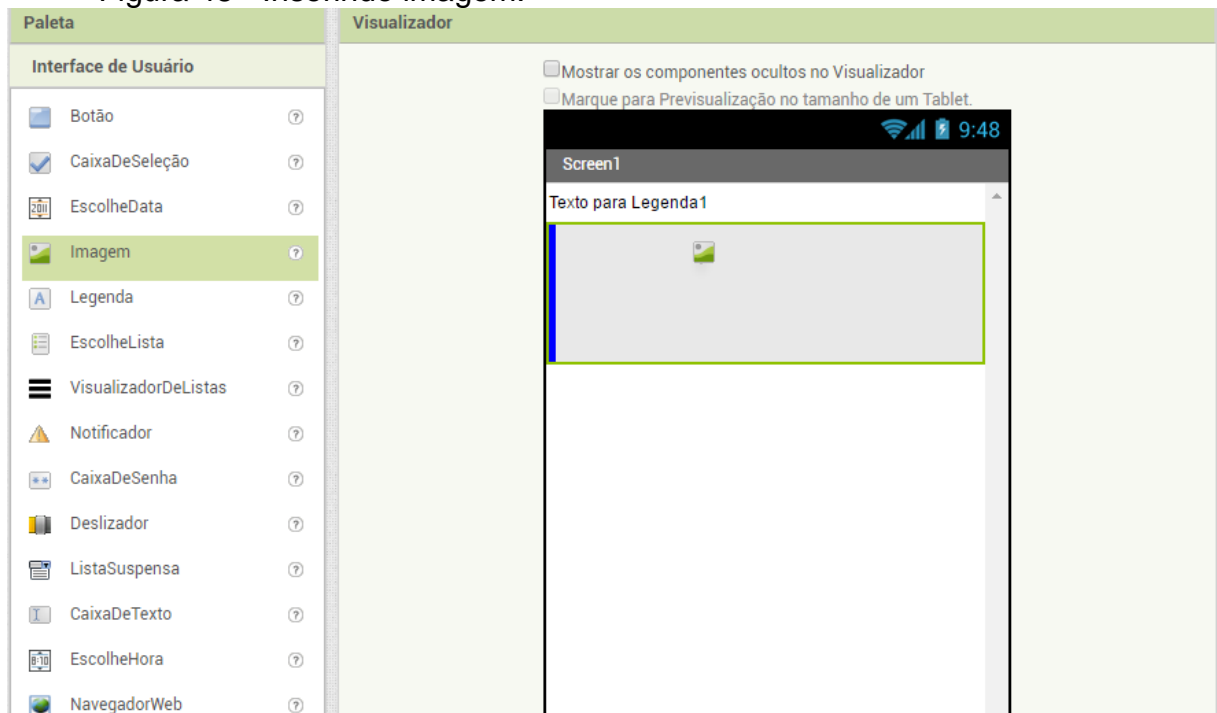 Paleta
Interface de Usuário
Botão
CaixaDeSeleção
EscolheData
Imagem
Legenda
EscolheLista
VisualizadorDeListas
Notificador
CaixaDeSenha
Deslizador
ListaSuspensa
CaixaDeTexto
EscolheHora
NavegadorWeb
Visualizador
Mostrar os componentes ocultos no Visualizador
Marque para Previsualização no tamanho de um Tablet.
9:48
Screen1
Texto para Legenda1